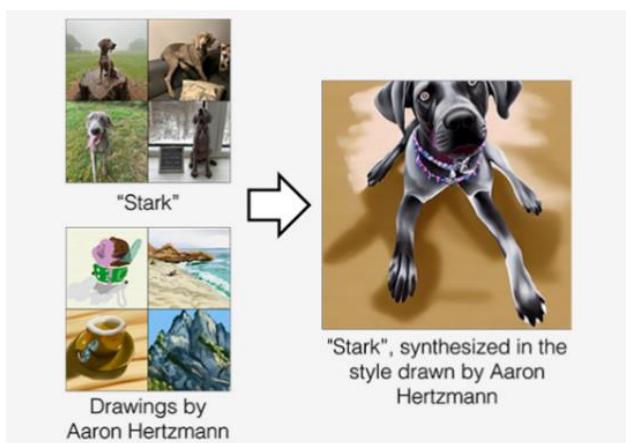 "Stark"
Drawings by
Aaron Hertzmann
"Stark", synthesized in the
style drawn by Aaron
Hertzmann